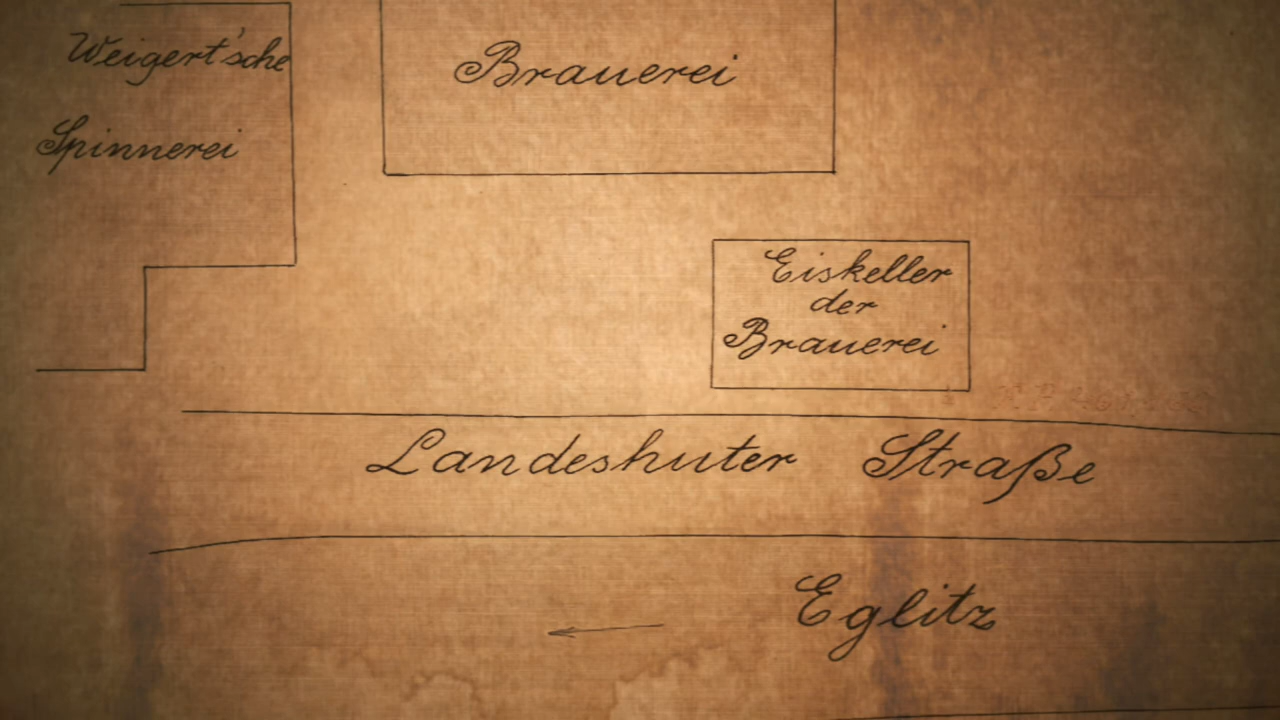 Weigert'sche
Spinnerei
Brauerei
Eiskeller
der
Brauerei
Landeshuter Straße
Eglitz